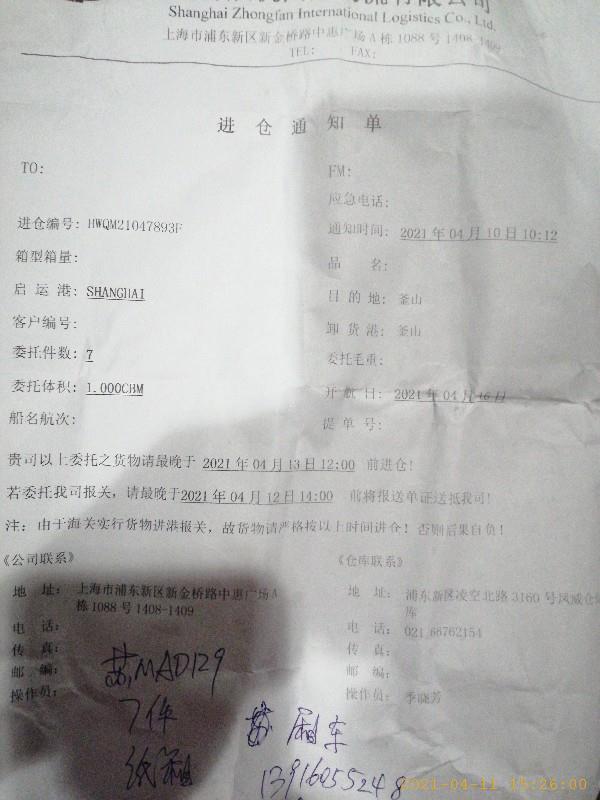 Shanghai Zhongfan International Logistics Co., Ltd.
上海市浦东新区新金桥路中惠广场A栋1088号1408-1409
TEL: FAX:
进仓通知单
TO: FM:
应急电话:
进仓编号: HWQM21047893F 通知时间: 2021年04月10日10:12
箱型箱量: 品 名:
启运港: SHANGHAI 目的地: 釜山
客户编号: 卸货港: 釜山
委托件数: 7 委托毛重:
委托体积: 1.000CBM 开航日: 2021年04月16日
船名航次: 提单号:
贵司以上委托之货物请最晚于 2021年04月13日12:00 前进仓!
若委托我司报关, 请最晚于2021年04月12日14:00 前将报送单证送抵我司!
注: 由于海关实行货物进港报关, 故货物请严格按以上时间进仓! 否则后果自负!
《公司联系》 《仓库联系》
地 址: 上海市浦东新区新金桥路中惠广场A 地 址: 浦东新区凌空北路3160号凤威仓
栋1088号1408-1409 库
电 话: 电 话: 021 68762154
传 真: 传 真:
邮 编: 邮 编:
操作员: 操作员: 季晓芳
苏MAD129
7件
纸箱
13916055248
2021-04-11 15:26:00